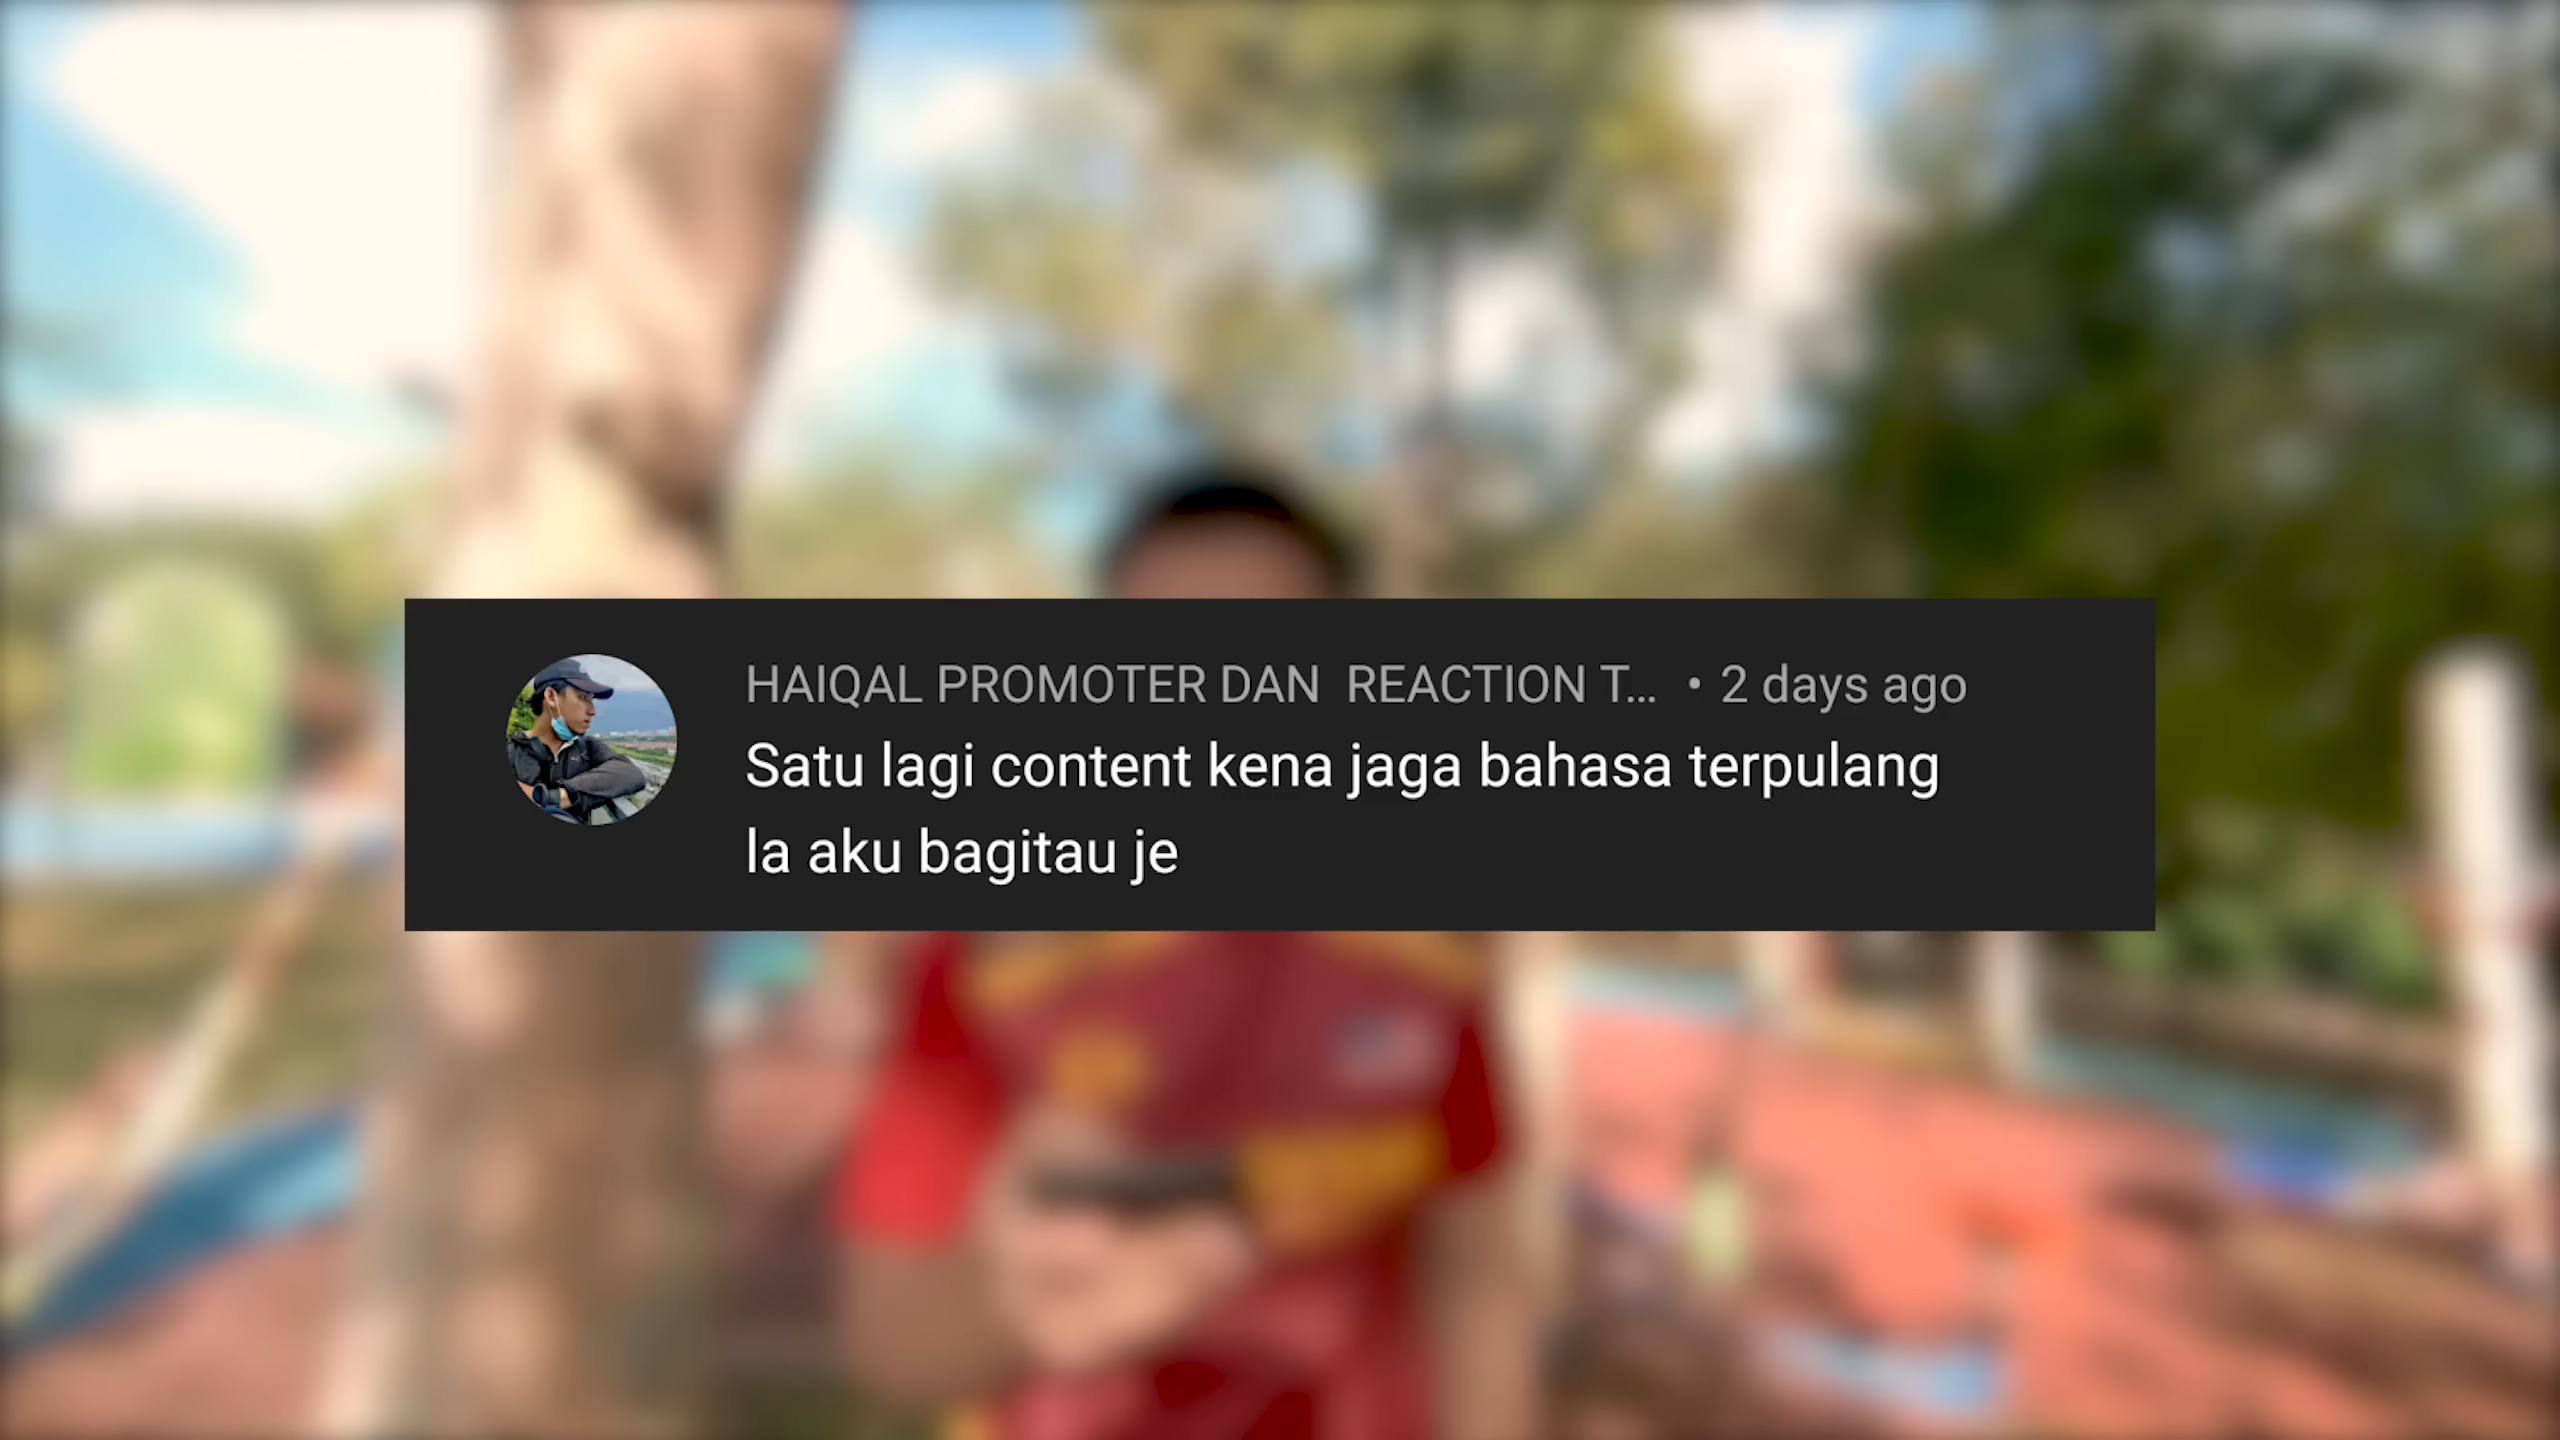 HAIQAL PROMOTER DAN REACTION T... • 2 days ago
Satu lagi content kena jaga bahasa terpulang
la aku bagitau je